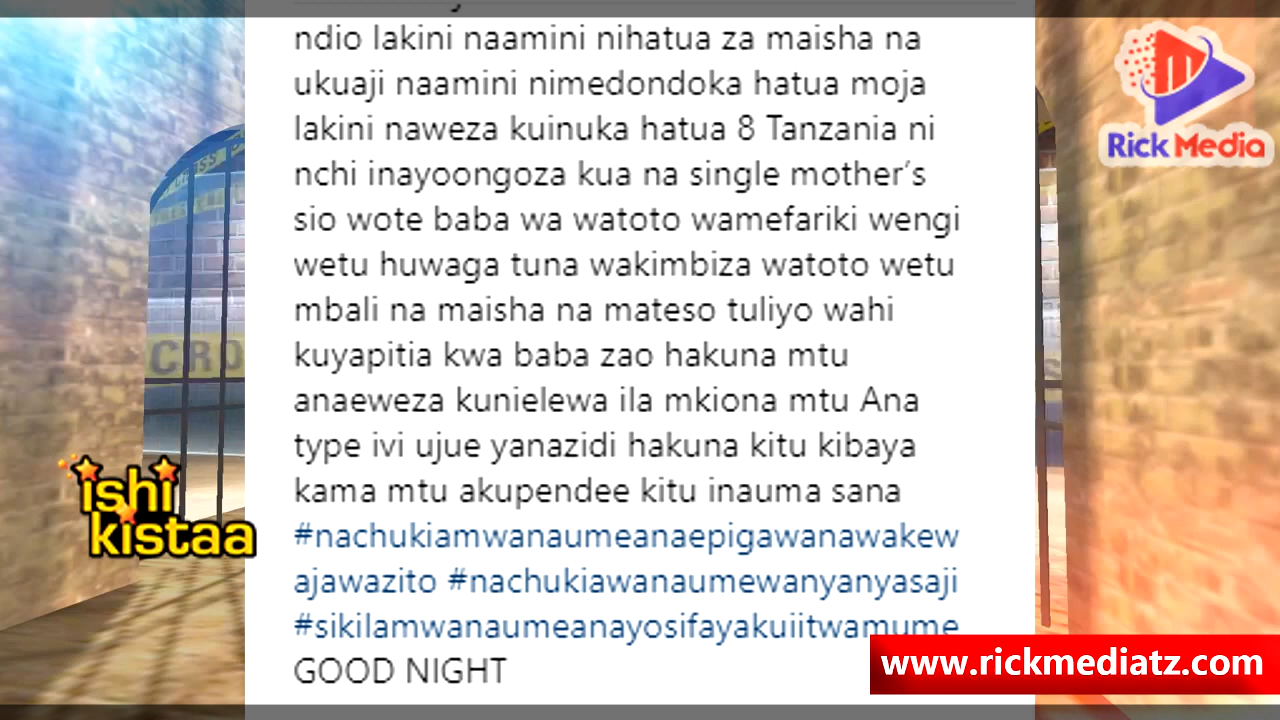 ndio lakini naamini nihatua za maisha na
ukuaji naamini nimedondoka hatua moja
lakini naweza kuinuka hatua 8 Tanzania ni
nchi inayoongoza kua na single mother’s
sio wote baba wa watoto wamefariki wengi
wetu huwaga tuna wakimbiza watoto wetu
mbali na maisha na mateso tuliyo wahi
kuyapitia kwa baba zao hakuna mtu
anaeweza kunielewa ila mkiona mtu Ana
type ivi ujue yanazidi hakuna kitu kibaya
kama mtu akupendee kitu inauma sana
#nachukiamwanaumeanaepigawanawakew
ajawazito #nachukiawanaumewanyanyasaji
#sikilamwanaumeanayosifayakuiitwamume
GOOD NIGHT
Rick Media
CRO
ishi
kistaa
www.rickmediatz.com